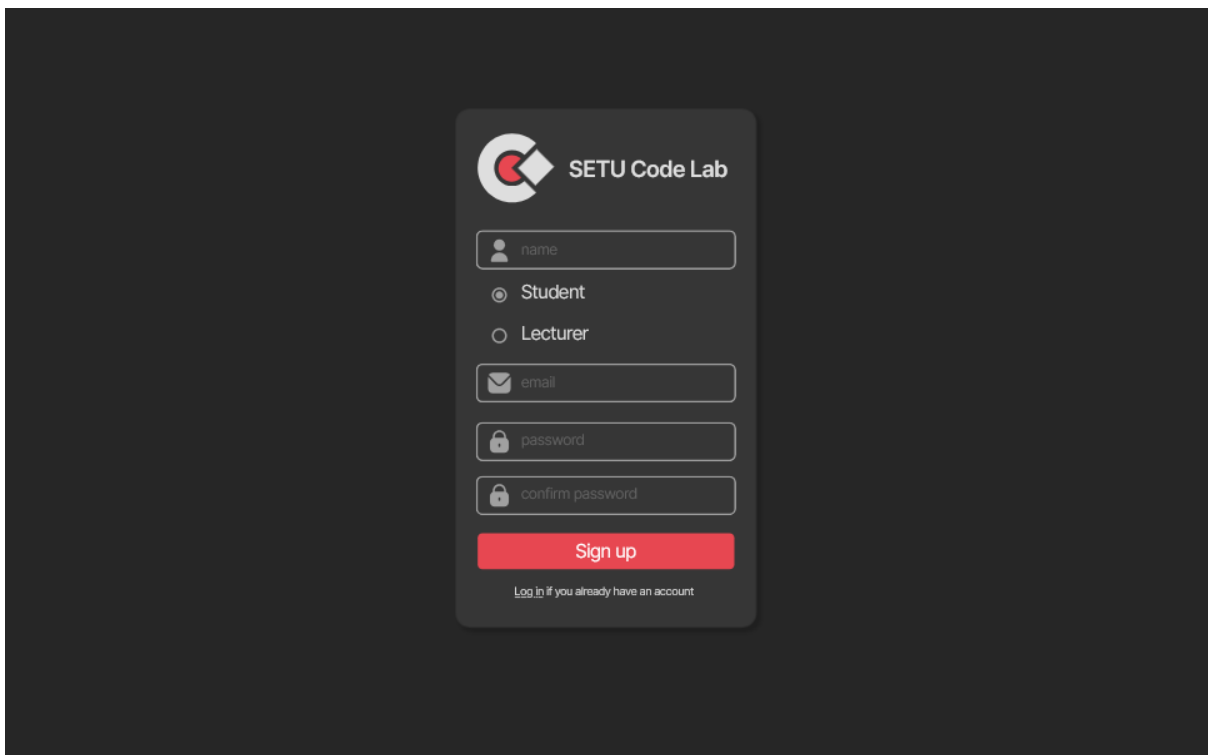 SETU Code Lab
name
Student
Lecturer
email
password
confirm password
Sign up
Log in if you already have an account